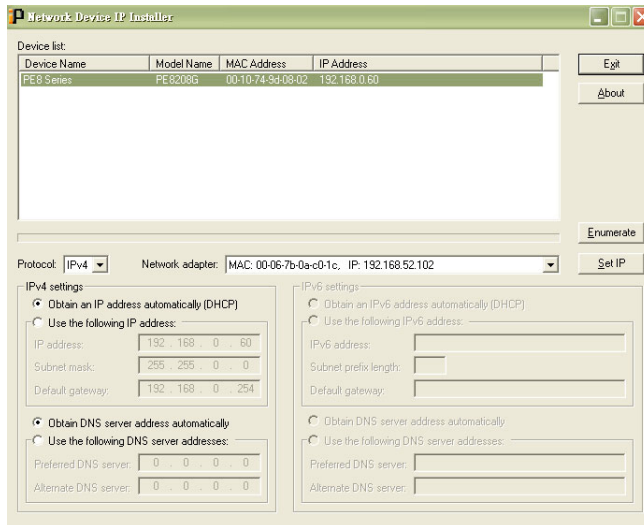 Network Device IP Installer
Device list:
Device Name Model Name MAC Address IP Address
PE8 Series PE8208G 00-10-74-9d-08-02 192.168.0.60
Exit
About
Enumerate
Protocol: IPv4 Network adapter: MAC: 00-06-7b-0a-c0-1c, IP: 192.168.52.102 Set IP
IPv4 settings
Obtain an IP address automatically (DHCP)
Use the following IP address:
IP address: 192 . 168 . 0 . 60
Subnet mask: 255 . 255 . 0 . 0
Default gateway: 192 . 168 . 0 . 254
Obtain DNS server address automatically
Use the following DNS server addresses:
Preferred DNS server: 0 . 0 . 0 . 0
Alternate DNS server: 0 . 0 . 0 . 0
IPv6 settings
Obtain an IPv6 address automatically (DHCP)
Use the following IPv6 address:
IPv6 address:
Subnet prefix length:
Default gateway:
Obtain DNS server address automatically
Use the following DNS server addresses:
Preferred DNS server:
Alternate DNS server: